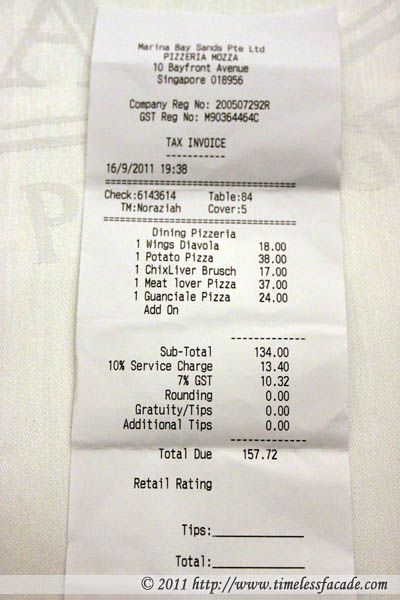 Marina Bay Sands Pte Ltd
PIZZERIA MOZZA
10 Bayfront Avenue
Singapore 018956
Company Reg No: 200507292R
GST Reg No: M90364464C
TAX INVOICE
-----------
16/9/2011 19:38
===================================
Check:6143614 Table:84
TM:Noraziah Cover:5
===================================
Dining Pizzeria
1 Wings Diavola 18.00
1 Potato Pizza 38.00
1 ChixLiver Brusch 17.00
1 Meat lover Pizza 37.00
1 Guanciale Pizza 24.00
Add On
--------------
Sub-Total 134.00
10% Service Charge 13.40
7% GST 10.32
Rounding 0.00
Gratuity/Tips 0.00
Additional Tips 0.00
--------------
Total Due 157.72
Retail Rating
Tips:______________
Total:______________
© 2011 http://www.timelessfacade.com/